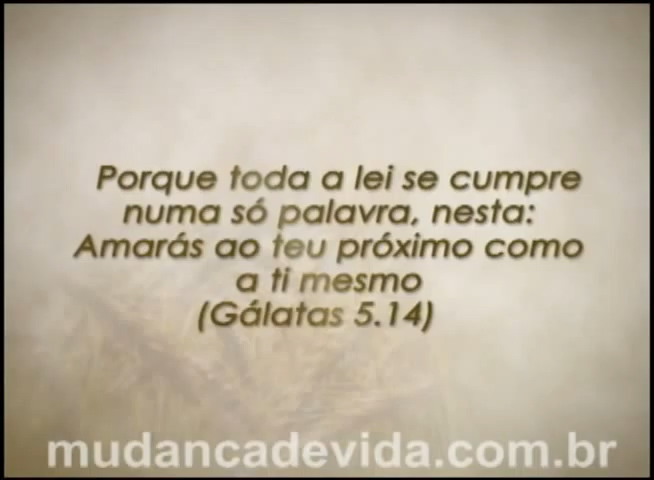 Porque toda a lei se cumpre
numa só palavra, nesta:
Amarás ao teu próximo como
a ti mesmo
(Gálatas 5.14)
mudancadevida.com.br